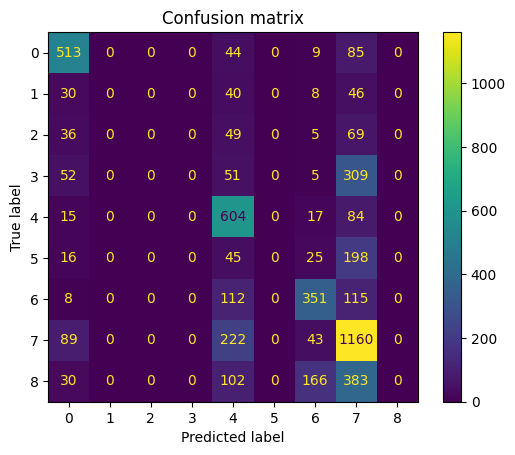 Confusion matrix
0 513 0 0 0 44 0 9 85 0
1 30 0 0 0 40 0 8 46 0
2 36 0 0 0 49 0 5 69 0
3 52 0 0 0 51 0 5 309 0
4 15 0 0 0 604 0 17 84 0
5 16 0 0 0 45 0 25 198 0
6 8 0 0 0 112 0 351 115 0
7 89 0 0 0 222 0 43 1160 0
8 30 0 0 0 102 0 166 383 0
0 1 2 3 4 5 6 7 8
Predicted label
True label
1000
800
600
400
200
0